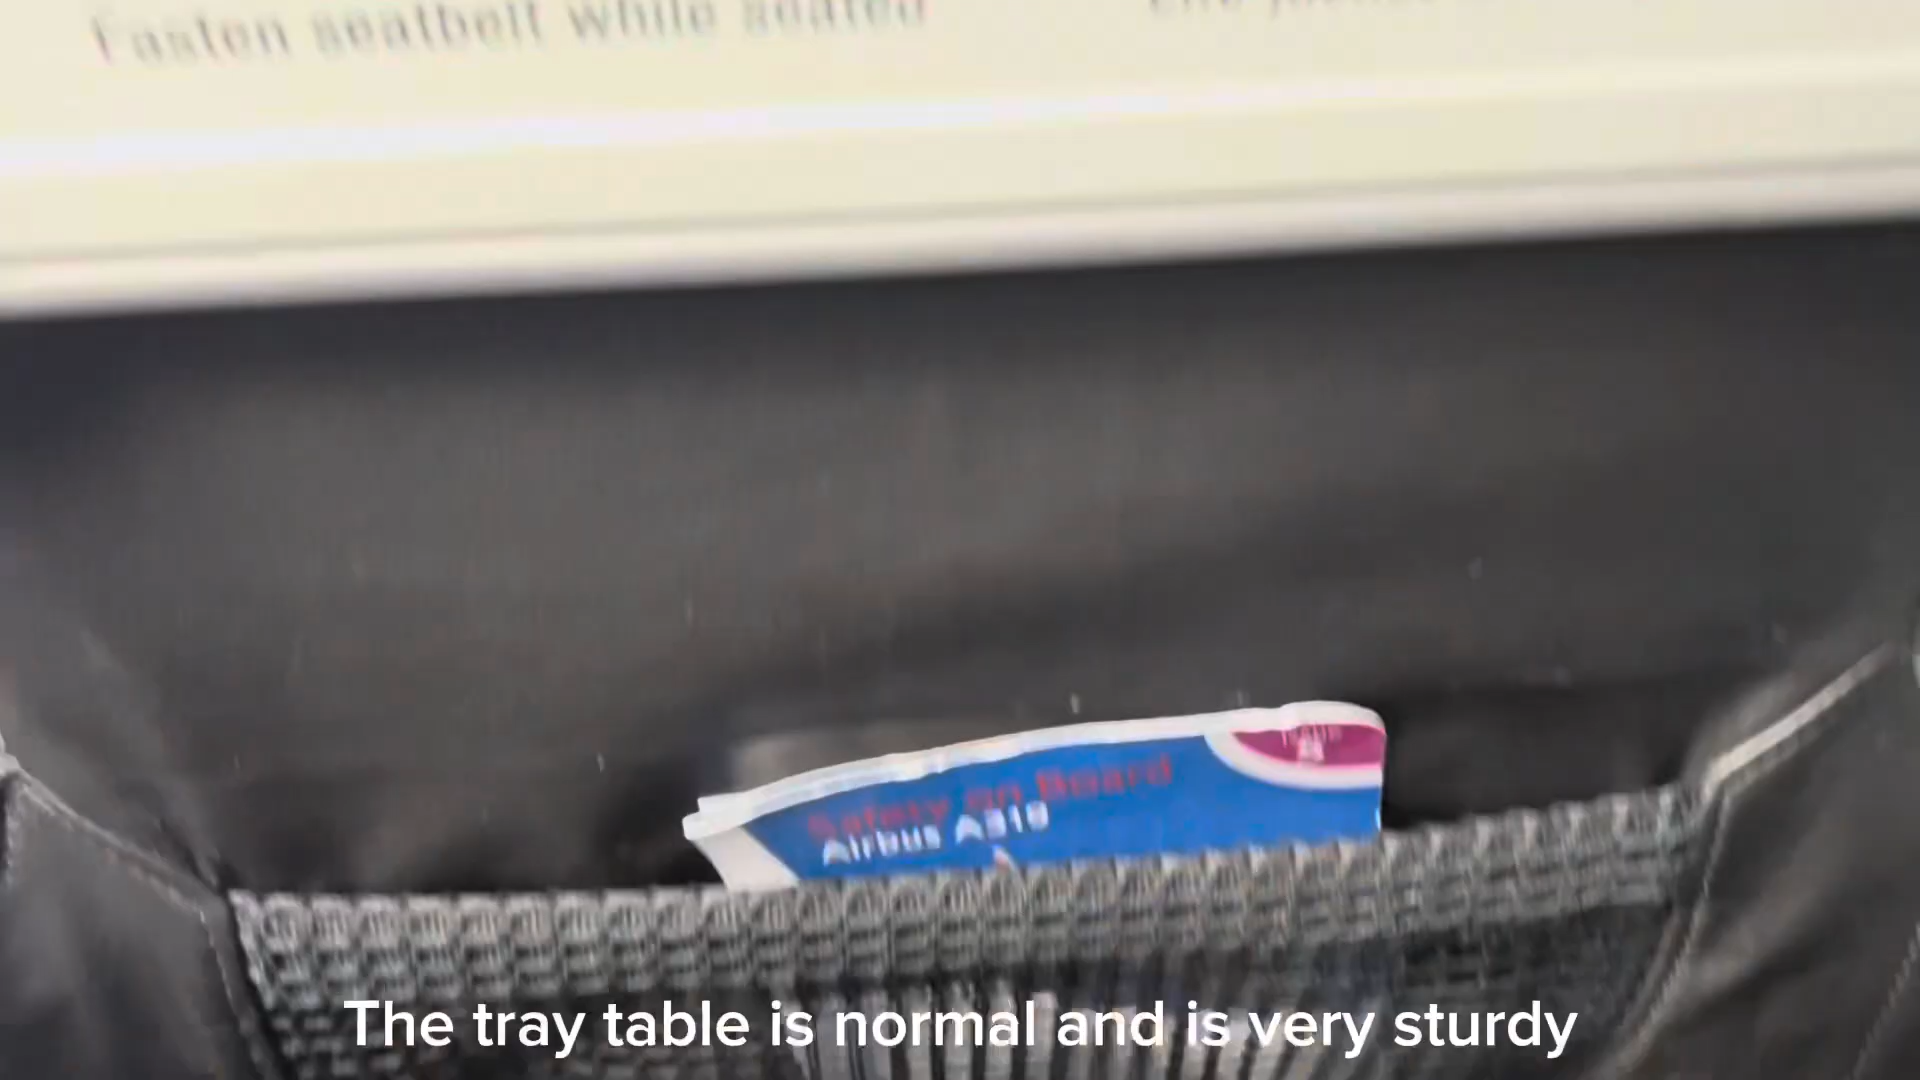 Fasten seatbelt while seated
Safety on Board
Airbus A319
The tray table is normal and is very sturdy